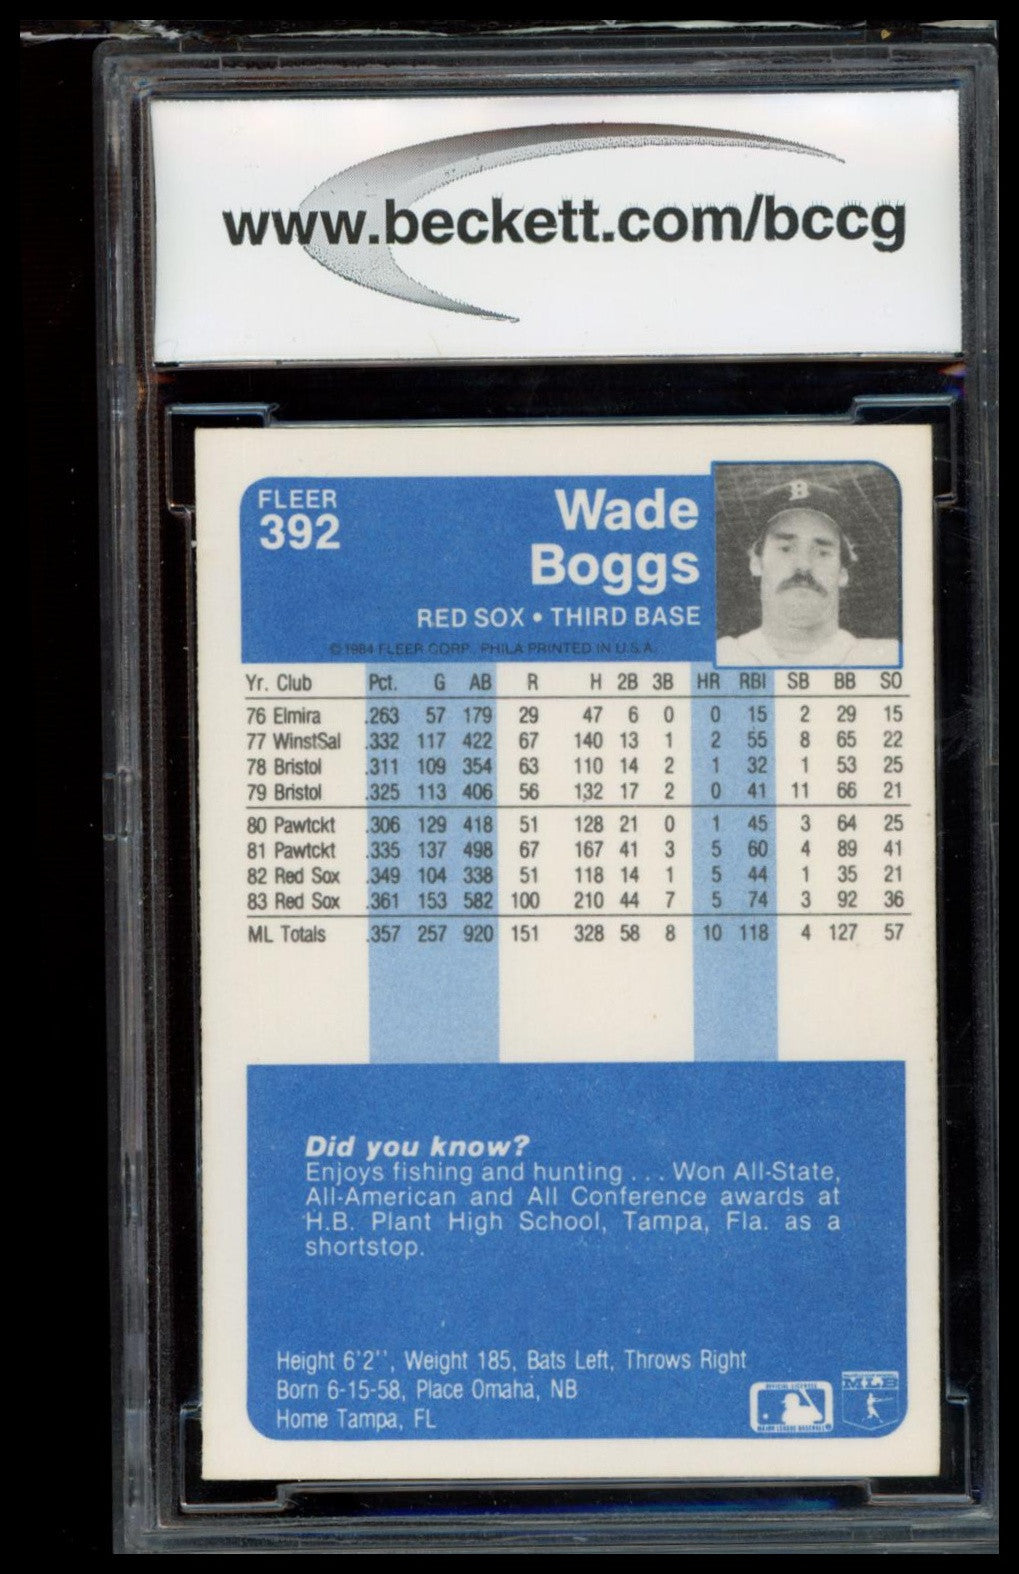 www.beckett.com/bccg
FLEER
392
Wade
Boggs
RED SOX • THIRD BASE
© 1984 FLEER CORP., PHILA PRINTED IN U.S.A.
Yr. Club Pct. G AB R H 2B 3B HR RBI SB BB SO
76 Elmira .263 57 179 29 47 6 0 0 15 2 29 15
77 WinstSal .332 117 422 67 140 13 1 2 55 8 65 22
78 Bristol .311 109 354 63 110 14 2 1 32 1 53 25
79 Bristol .325 113 406 56 132 17 2 0 41 11 66 21
80 Pawtckt .306 129 418 51 128 21 0 1 45 3 64 25
81 Pawtckt .335 137 498 67 167 41 3 5 60 4 89 41
82 Red Sox .349 104 338 51 118 14 1 5 44 1 35 21
83 Red Sox .361 153 582 100 210 44 7 5 74 3 92 36
ML Totals .357 257 920 151 328 58 8 10 118 4 127 57
Did you know?
Enjoys fishing and hunting . . . Won All-State,
All-American and All Conference awards at
H.B. Plant High School, Tampa, Fla. as a
shortstop.
Height 6'2'', Weight 185, Bats Left, Throws Right
Born 6-15-58, Place Omaha, NB
Home Tampa, FL
MLB
MAJOR LEAGUE BASEBALL
B